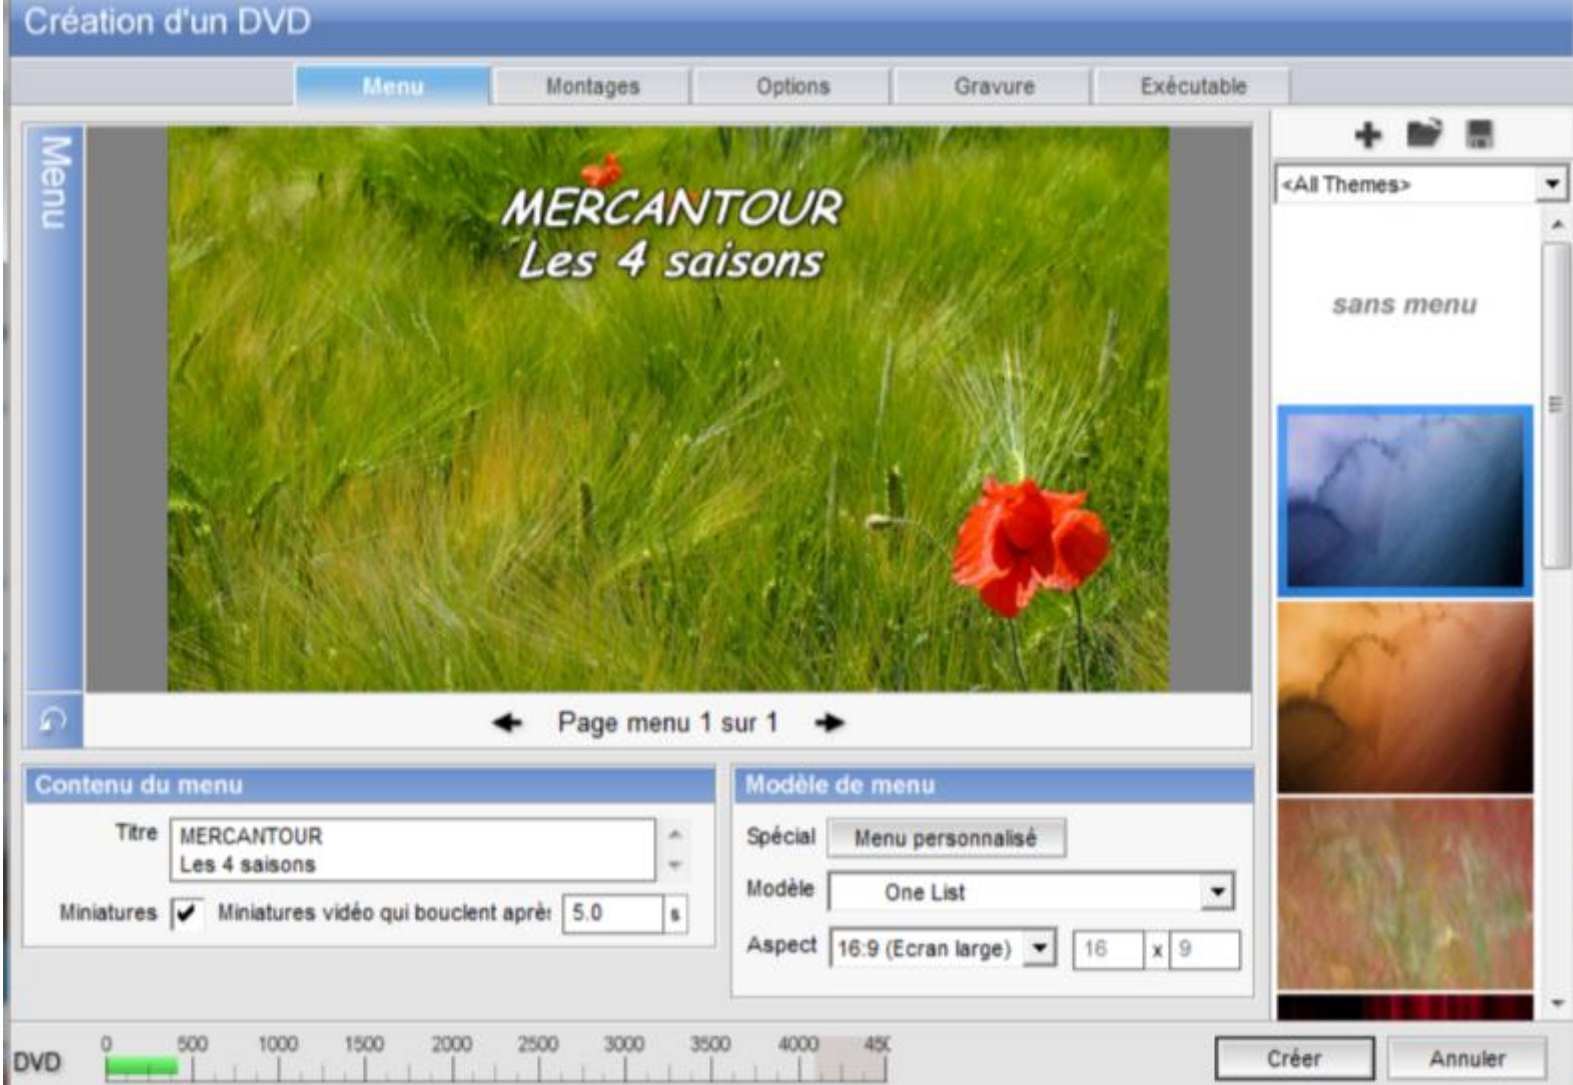 Création d'un DVD
Menu
Montages
Options
Gravure
Exécutable
Menu
MERCANTOUR
Les 4 saisons
<All Themes>
sans menu
Page menu 1 sur 1
Contenu du menu
Titre
MERCANTOUR
Les 4 saisons
Miniatures
Miniatures vidéo qui bouclent aprè
5.0
s
Modèle de menu
Spécial
Menu personnalisé
Modèle
One List
Aspect
16:9 (Ecran large)
16
x
9
DVD
0
500
1000
1500
2000
2500
3000
3500
4000
Créer
Annuler